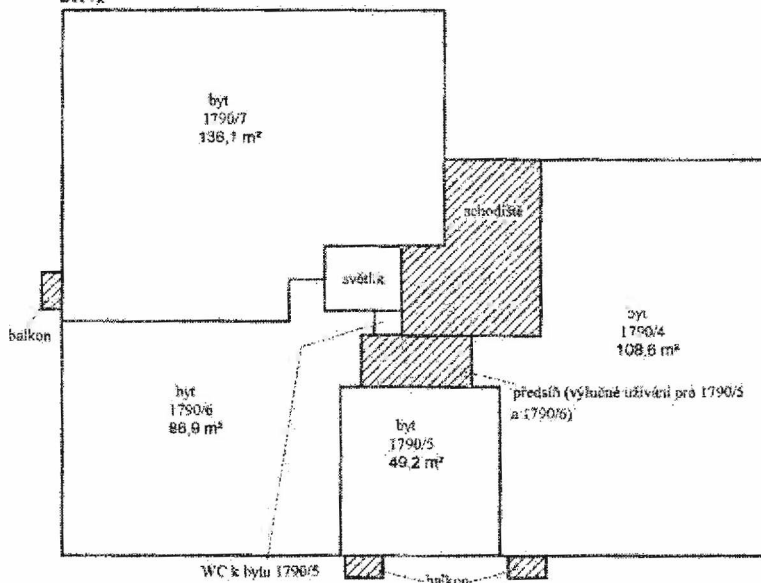 byt
1790/7
136,1 m²
schodiště
světlík
byt
1790/4
108,6 m²
balkon
byt
1790/6
86,9 m²
předsíň (výlučné užívání pro 1790/5
a 1790/6)
byt
1790/5
49,2 m²
WC k bytu 1790/5
balkon